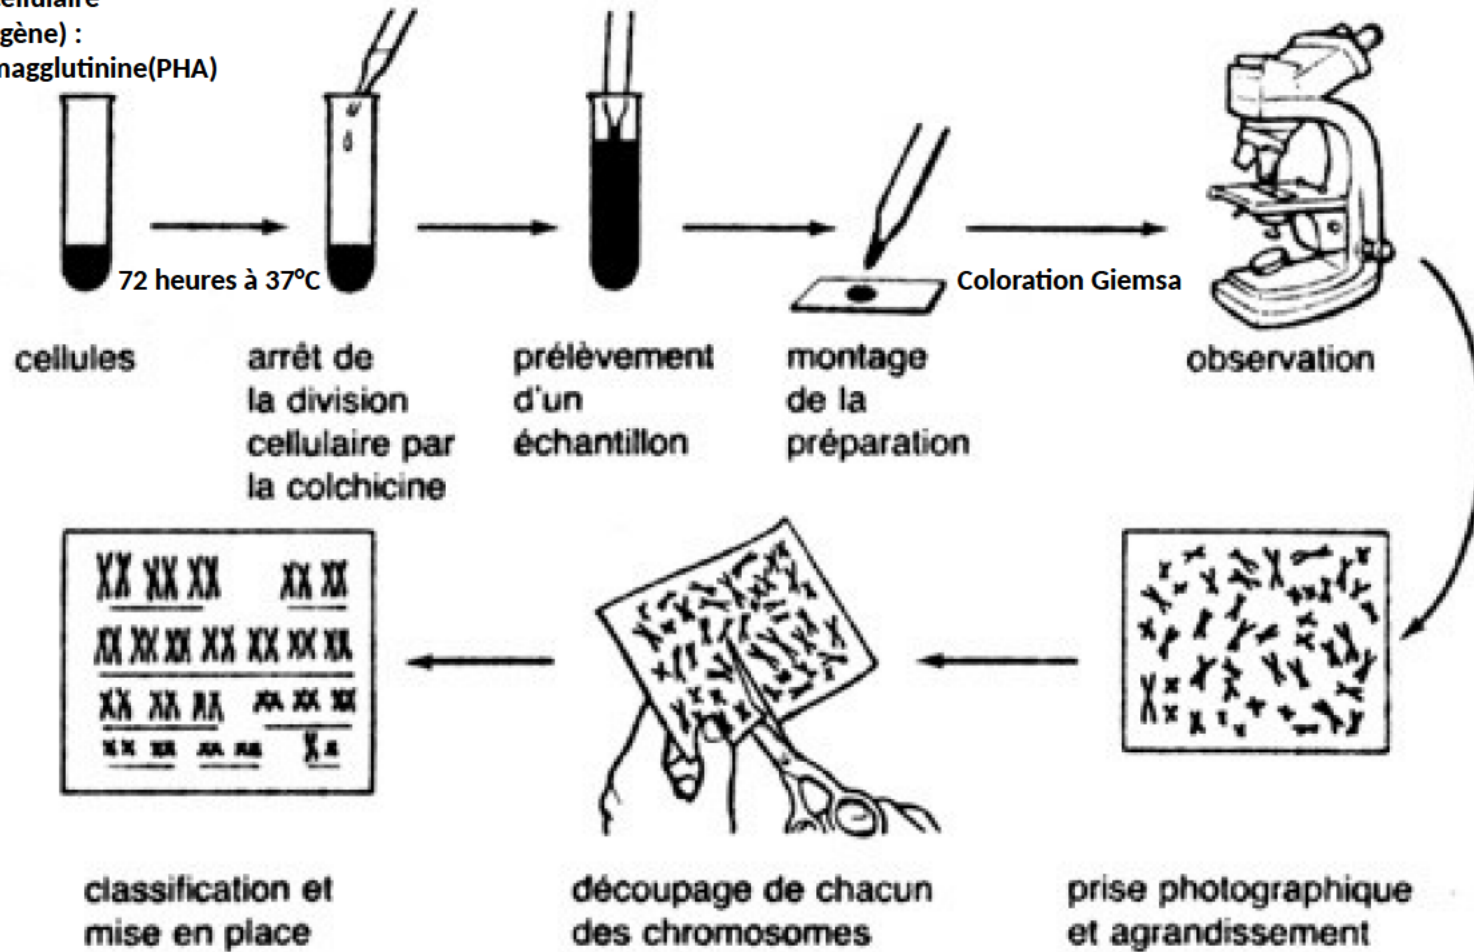 gène) :
magglutinine(PHA)
72 heures à 37°C
Coloration Giemsa
cellules
arrêt de
la division
cellulaire par
la colchicine
prélèvement
d'un
échantillon
montage
de la
préparation
observation
classification et
mise en place
découpage de chacun
des chromosomes
prise photographique
et agrandissement